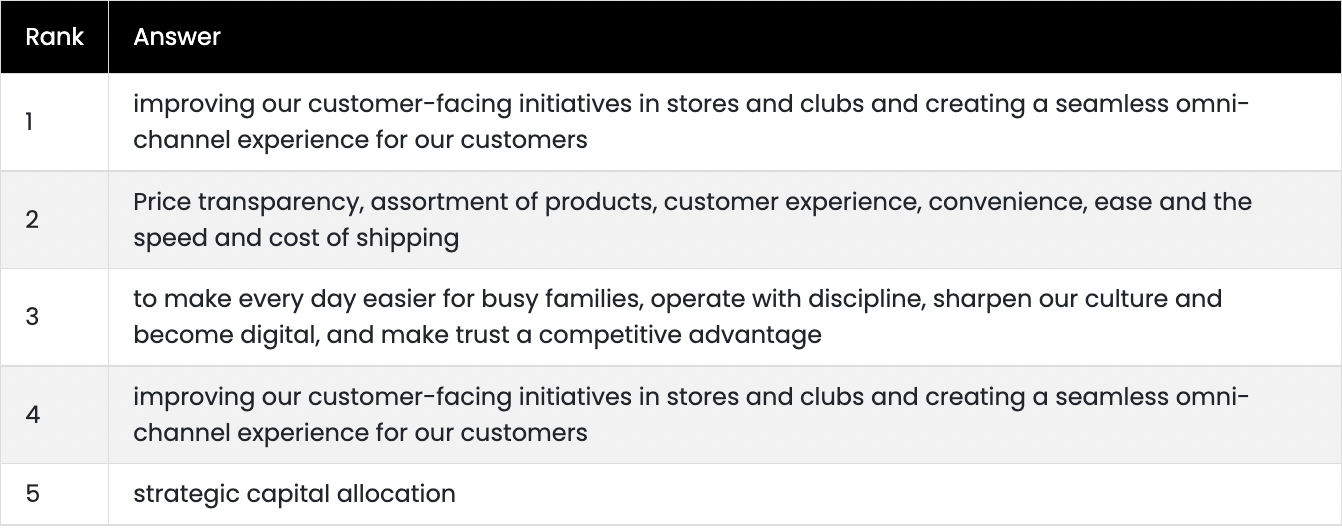 Rank Answer
1 improving our customer-facing initiatives in stores and clubs and creating a seamless omni-
channel experience for our customers
2 Price transparency, assortment of products, customer experience, convenience, ease and the
speed and cost of shipping
3 to make every day easier for busy families, operate with discipline, sharpen our culture and
become digital, and make trust a competitive advantage
4 improving our customer-facing initiatives in stores and clubs and creating a seamless omni-
channel experience for our customers
5 strategic capital allocation